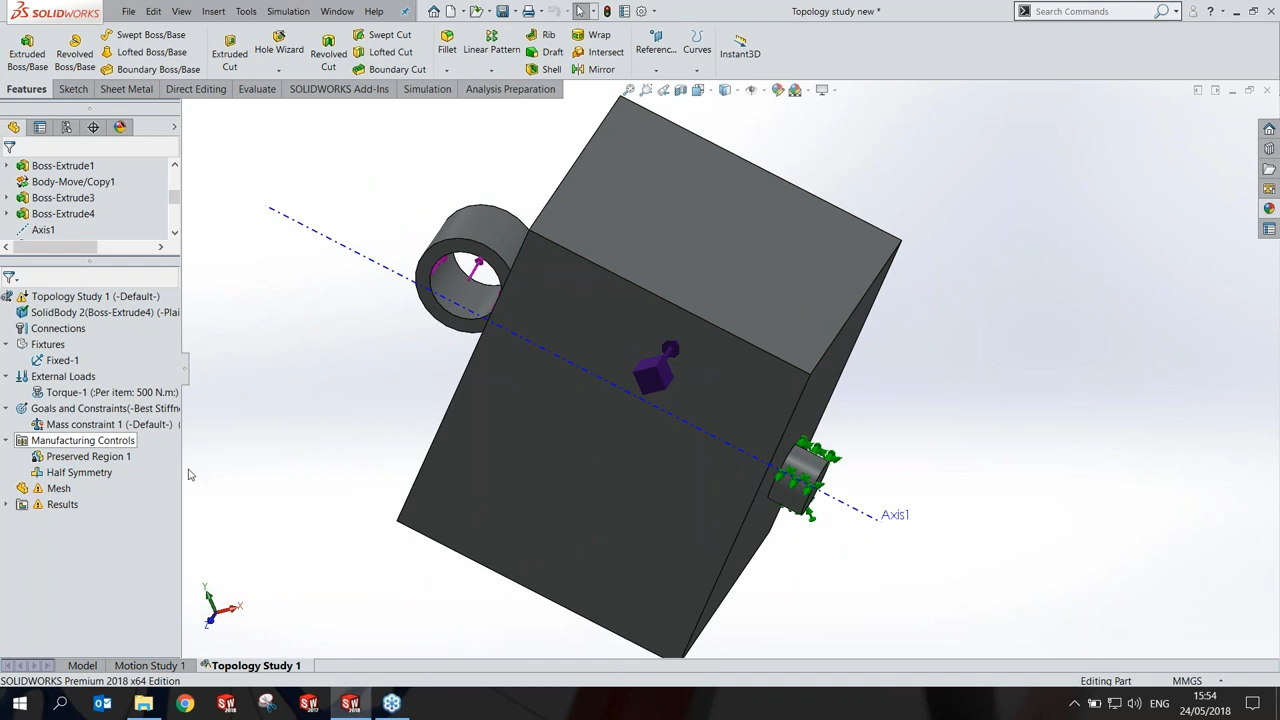 SOLIDWORKS
File Edit View Insert Tools Simulation Window Help
Topology study new *
Search Commands
Extruded Boss/Base
Revolved Boss/Base
Swept Boss/Base
Lofted Boss/Base
Boundary Boss/Base
Extruded Cut
Hole Wizard
Revolved Cut
Swept Cut
Lofted Cut
Boundary Cut
Fillet
Linear Pattern
Rib
Draft
Shell
Wrap
Intersect
Mirror
Referenc...
Curves
Instant3D
Features Sketch Sheet Metal Direct Editing Evaluate SOLIDWORKS Add-Ins Simulation Analysis Preparation
Boss-Extrude1
Body-Move/Copy1
Boss-Extrude3
Boss-Extrude4
Axis1
Topology Study 1 (-Default-)
SolidBody 2(Boss-Extrude4) (-Plai
Connections
Fixtures
Fixed-1
External Loads
Torque-1 (:Per item: 500 N.m:)
Goals and Constraints(-Best Stiffn
Mass constraint 1 (-Default-) (
Manufacturing Controls
Preserved Region 1
Half Symmetry
Mesh
Results
Axis1
Y
X
Z
Model Motion Study 1 Topology Study 1
SOLIDWORKS Premium 2018 x64 Edition
Editing Part
MMGS
ENG
15:54
24/05/2018